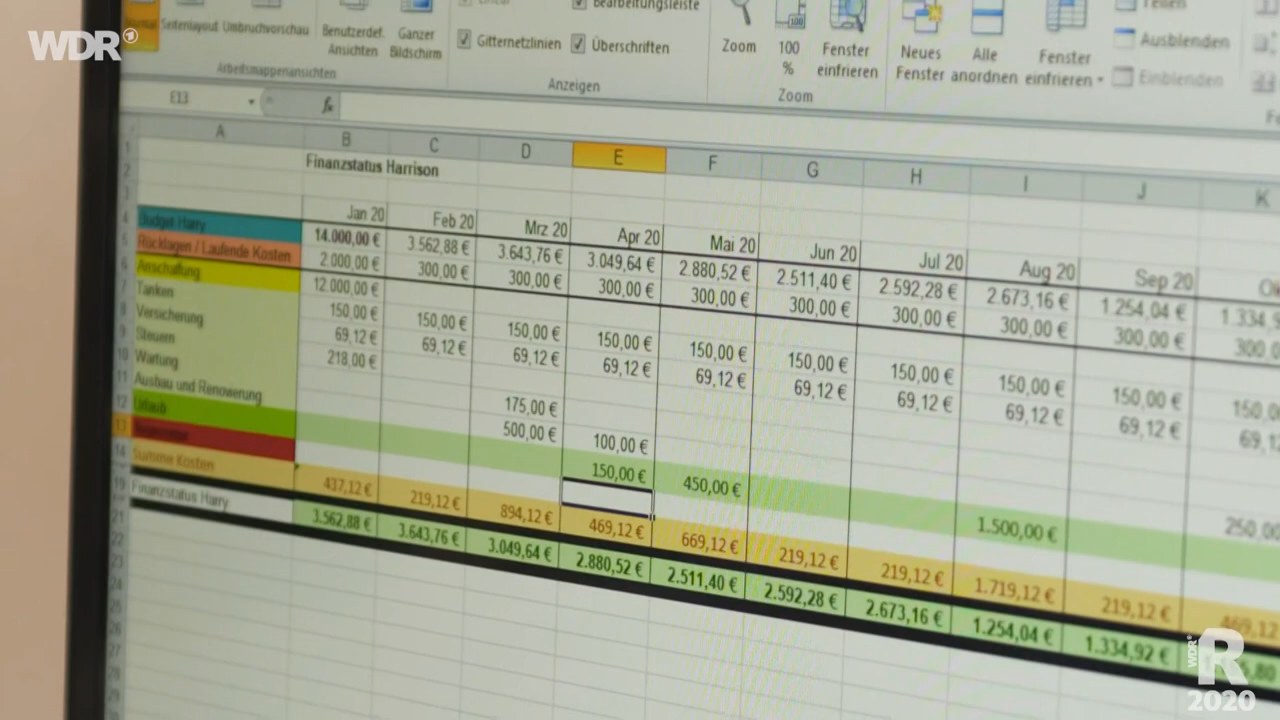 WDR
Normal Seitenlayout Umbruchvorschau Benutzerdef. Ansichten Ganzer Bildschirm
Arbeitsmappenansichten
Bearbeitungsleiste
Gitternetzlinien Überschriften
Anzeigen
Zoom 100 % Fenster einfrieren
Zoom
Neues Fenster Alle anordnen Fenster einfrieren
Teilen
Ausblenden
Einblenden
E13 fx
A B C D E F G H I J K
Finanzstatus Harrison
Jan 20 Feb 20 Mrz 20 Apr 20 Mai 20 Jun 20 Jul 20 Aug 20 Sep 20
Budget Harry 14.000,00 € 3.562,88 € 3.643,76 € 3.049,64 € 2.880,52 € 2.511,40 € 2.592,28 € 2.673,16 € 1.254,04 €
Rücklagen / Laufende Kosten 2.000,00 € 300,00 € 300,00 € 300,00 € 300,00 € 300,00 € 300,00 € 300,00 € 300,00 €
Anschaffung 12.000,00 €
Tanken 150,00 € 150,00 € 150,00 € 150,00 € 150,00 € 150,00 € 150,00 € 150,00 € 150,00 €
Versicherung 69,12 € 69,12 € 69,12 € 69,12 € 69,12 € 69,12 € 69,12 € 69,12 € 69,12 €
Steuern 218,00 €
Wartung 175,00 €
Ausbau und Renovierung 500,00 € 100,00 €
Urlaub 150,00 € 450,00 € 1.500,00 €
Summe Kosten 437,12 € 219,12 € 894,12 € 469,12 € 669,12 € 219,12 € 219,12 € 1.719,12 € 219,12 € 469,12
Finanzstatus Harry 3.562,88 € 3.643,76 € 3.049,64 € 2.880,52 € 2.511,40 € 2.592,28 € 2.673,16 € 1.254,04 € 1.334,92 €
WDR R
2020